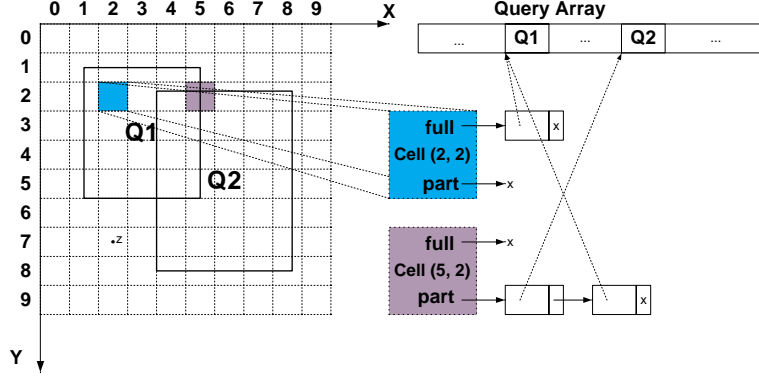 0 1 2 3 4 5 6 7 8 9
X
Query Array
0
... Q1 ... Q2 ...
1
2
3
Q1
full
x
4
Cell (2, 2)
5
Q2
part
x
6
7
z
full
x
8
Cell (5, 2)
9
part
x
Y